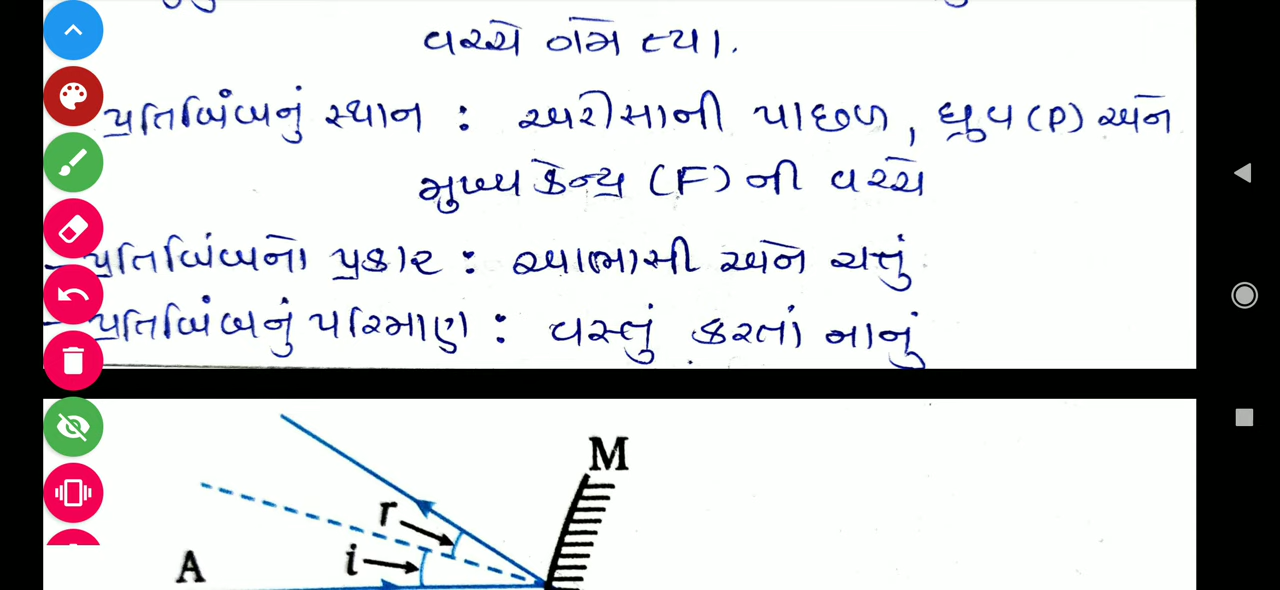 વચ્ચે ગમે ત્યા.
પ્રતિબિંબનું સ્થાન : અરીસાની પાછળ, ધ્રુવ (P) અને
મુખ્ય કેન્દ્ર (F) ની વચ્ચે
- પ્રતિબિંબનો પ્રકાર : આભાસી અને ચત્તું
- પ્રતિબિંબનું પરિમાણ : વસ્તું કરતાં નાનું
M
r
i
A